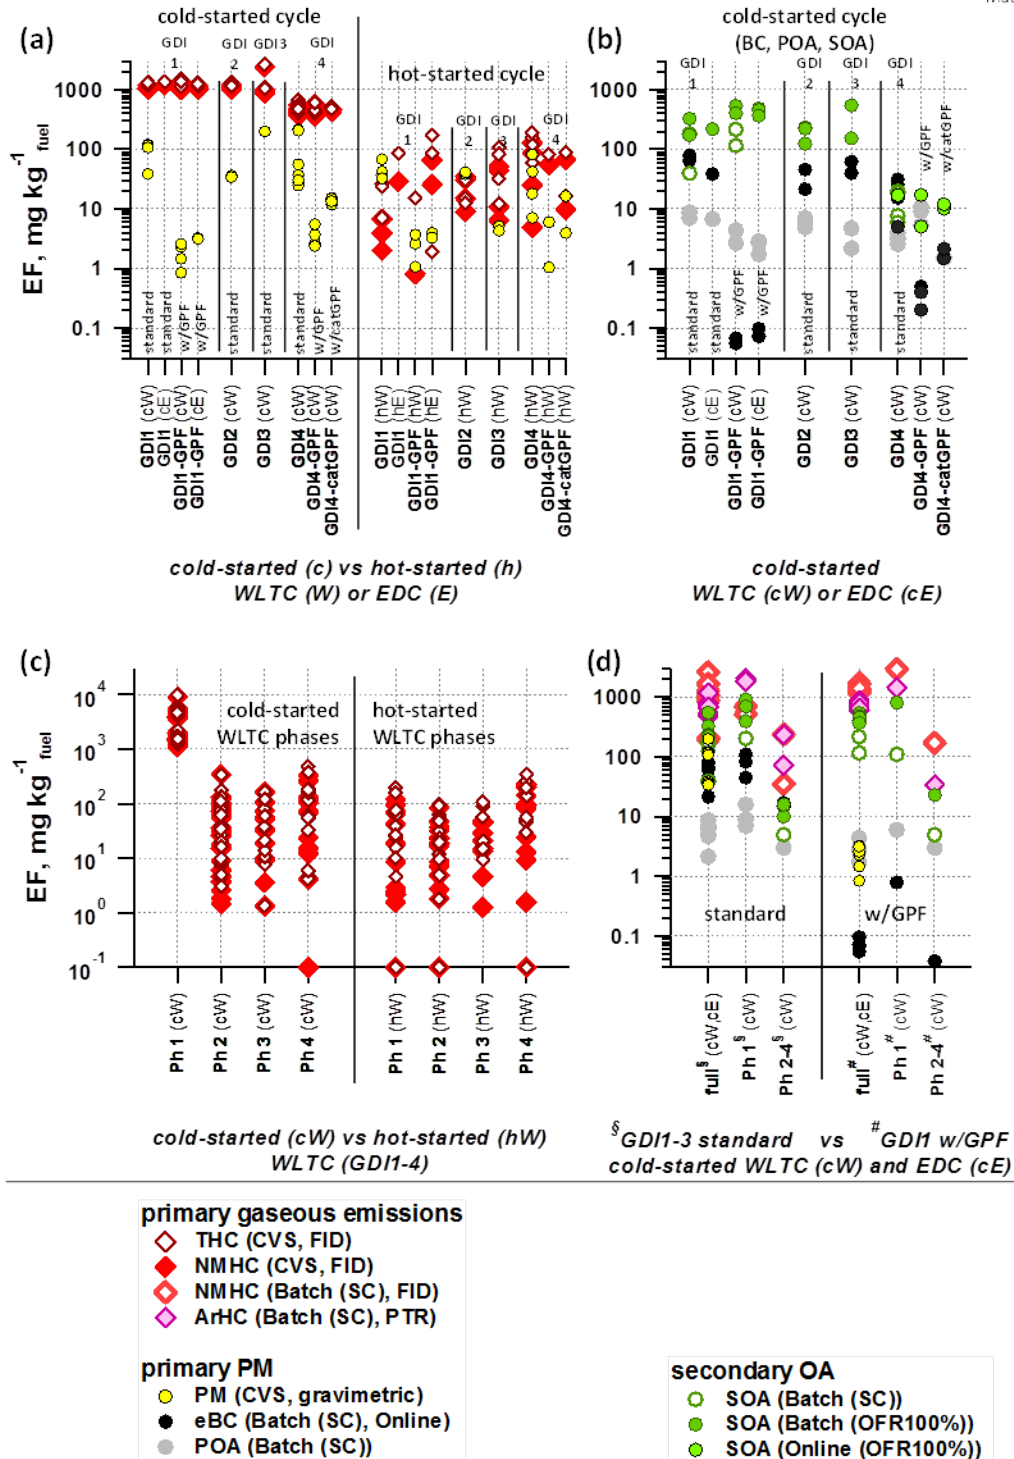 Mat
(a)
cold-started cycle
GDI
1
GDI
2
GDI3
GDI
4
hot-started cycle
GDI
1
GDI
2
GDI
3
GDI
4
EF, mg kg⁻¹ fuel
1000
100
10
1
0.1
standard
standard
w/GPF
w/GPF
standard
standard
standard
w/GPF
w/catGPF
GDI1 (cW)
GDI1 (cE)
GDI1-GPF (cW)
GDI1-GPF (cE)
GDI2 (cW)
GDI3 (cW)
GDI4 (cW)
GDI4-GPF (cW)
GDI4-catGPF (cW)
GDI1 (hW)
GDI1 (hE)
GDI1-GPF (hW)
GDI1-GPF (hE)
GDI2 (hW)
GDI3 (hW)
GDI4 (hW)
GDI4-GPF (hW)
GDI4-catGPF (hW)
cold-started (c) vs hot-started (h)
WLTC (W) or EDC (E)
(b)
cold-started cycle
(BC, POA, SOA)
GDI
1
GDI
2
GDI
3
GDI
4
1000
100
10
1
0.1
standard
standard
w/GPF
w/GPF
standard
standard
standard
w/GPF
w/catGPF
GDI1 (cW)
GDI1 (cE)
GDI1-GPF (cW)
GDI1-GPF (cE)
GDI2 (cW)
GDI3 (cW)
GDI4 (cW)
GDI4-GPF (cW)
GDI4-catGPF (cW)
cold-started
WLTC (cW) or EDC (cE)
(c)
cold-started
WLTC phases
hot-started
WLTC phases
EF, mg kg⁻¹ fuel
10⁴
10³
10²
10¹
10⁰
10⁻¹
Ph 1 (cW)
Ph 2 (cW)
Ph 3 (cW)
Ph 4 (cW)
Ph 1 (hW)
Ph 2 (hW)
Ph 3 (hW)
Ph 4 (hW)
cold-started (cW) vs hot-started (hW)
WLTC (GDI1-4)
(d)
1000
100
10
1
0.1
standard
w/GPF
full§ (cW,cE)
Ph 1§ (cW)
Ph 2-4§ (cW)
full# (cW,cE)
Ph 1# (cW)
Ph 2-4# (cW)
§GDI1-3 standard vs #GDI1 w/GPF
cold-started WLTC (cW) and EDC (cE)
primary gaseous emissions
THC (CVS, FID)
NMHC (CVS, FID)
NMHC (Batch (SC), FID)
ArHC (Batch (SC), PTR)
primary PM
PM (CVS, gravimetric)
eBC (Batch (SC), Online)
POA (Batch (SC))
secondary OA
SOA (Batch (SC))
SOA (Batch (OFR100%))
SOA (Online (OFR100%))